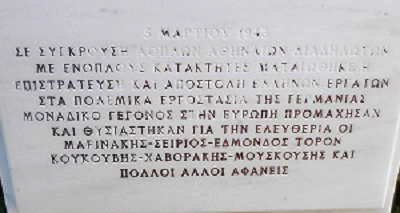 5 ΜΑΡΤΙΟΥ 1943
ΣΕ ΣΥΓΚΡΟΥΣΗ ΑΟΠΛΩΝ ΑΘΗΝΑΙΩΝ ΔΙΑΔΗΛΩΤΩΝ
ΜΕ ΕΝΟΠΛΟΥΣ ΚΑΤΑΚΤΗΤΕΣ ΜΑΤΑΙΩΘΗΚΕ Η
ΕΠΙΣΤΡΑΤΕΥΣΗ ΚΑΙ ΑΠΟΣΤΟΛΗ ΕΛΛΗΝΩΝ ΕΡΓΑΤΩΝ
ΣΤΑ ΠΟΛΕΜΙΚΑ ΕΡΓΟΣΤΑΣΙΑ ΤΗΣ ΓΕΡΜΑΝΙΑΣ
ΜΟΝΑΔΙΚΟ ΓΕΓΟΝΟΣ ΣΤΗΝ ΕΥΡΩΠΗ ΠΡΟΜΑΧΗΣΑΝ
ΚΑΙ ΘΥΣΙΑΣΤΗΚΑΝ ΓΙΑ ΤΗΝ ΕΛΕΥΘΕΡΙΑ ΟΙ
ΜΑΡΙΝΑΚΗΣ-ΣΕΙΡΙΟΣ-ΕΔΜΟΝΔΟΣ ΤΟΡΟΝ
ΚΟΥΚΟΥΒΗΣ-ΧΑΒΟΡΑΚΗΣ-ΜΟΥΣΚΟΥΣΗΣ ΚΑΙ
ΠΟΛΛΟΙ ΑΛΛΟΙ ΑΦΑΝΕΙΣ